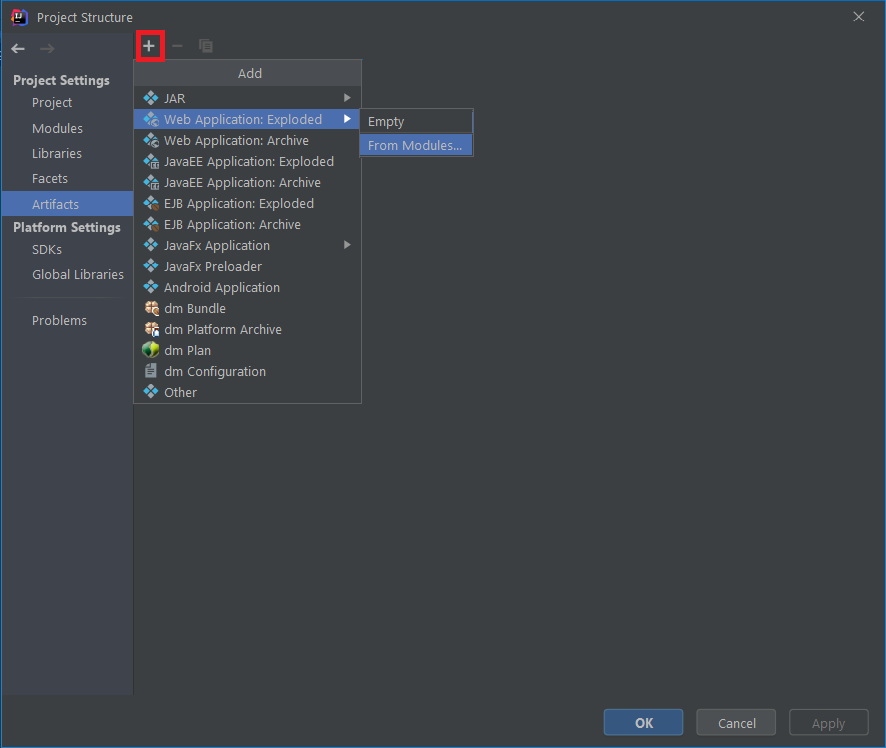 Project Structure
Project Settings
Project
Modules
Libraries
Facets
Artifacts
Platform Settings
SDKs
Global Libraries
Problems
Add
JAR
Web Application: Exploded
Web Application: Archive
JavaEE Application: Exploded
JavaEE Application: Archive
EJB Application: Exploded
EJB Application: Archive
JavaFx Application
JavaFx Preloader
Android Application
dm Bundle
dm Platform Archive
dm Plan
dm Configuration
Other
Empty
From Modules...
OK
Cancel
Apply